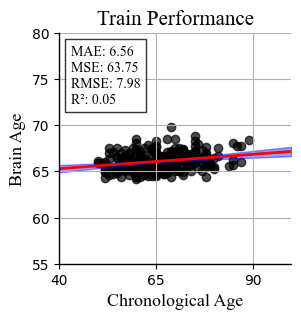 Train Performance
MAE: 6.56
MSE: 63.75
RMSE: 7.98
R²: 0.05
Brain Age
80
75
70
65
60
55
40 65 90
Chronological Age